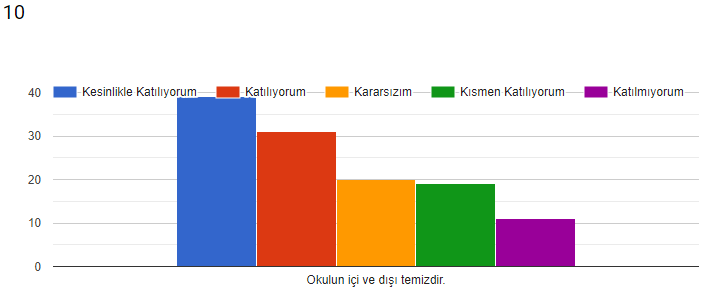 10
40 Kesinlikle Katılıyorum Katılıyorum Kararsızım Kısmen Katılıyorum Katılmıyorum
30
20
10
0
Okulun içi ve dışı temizdir.